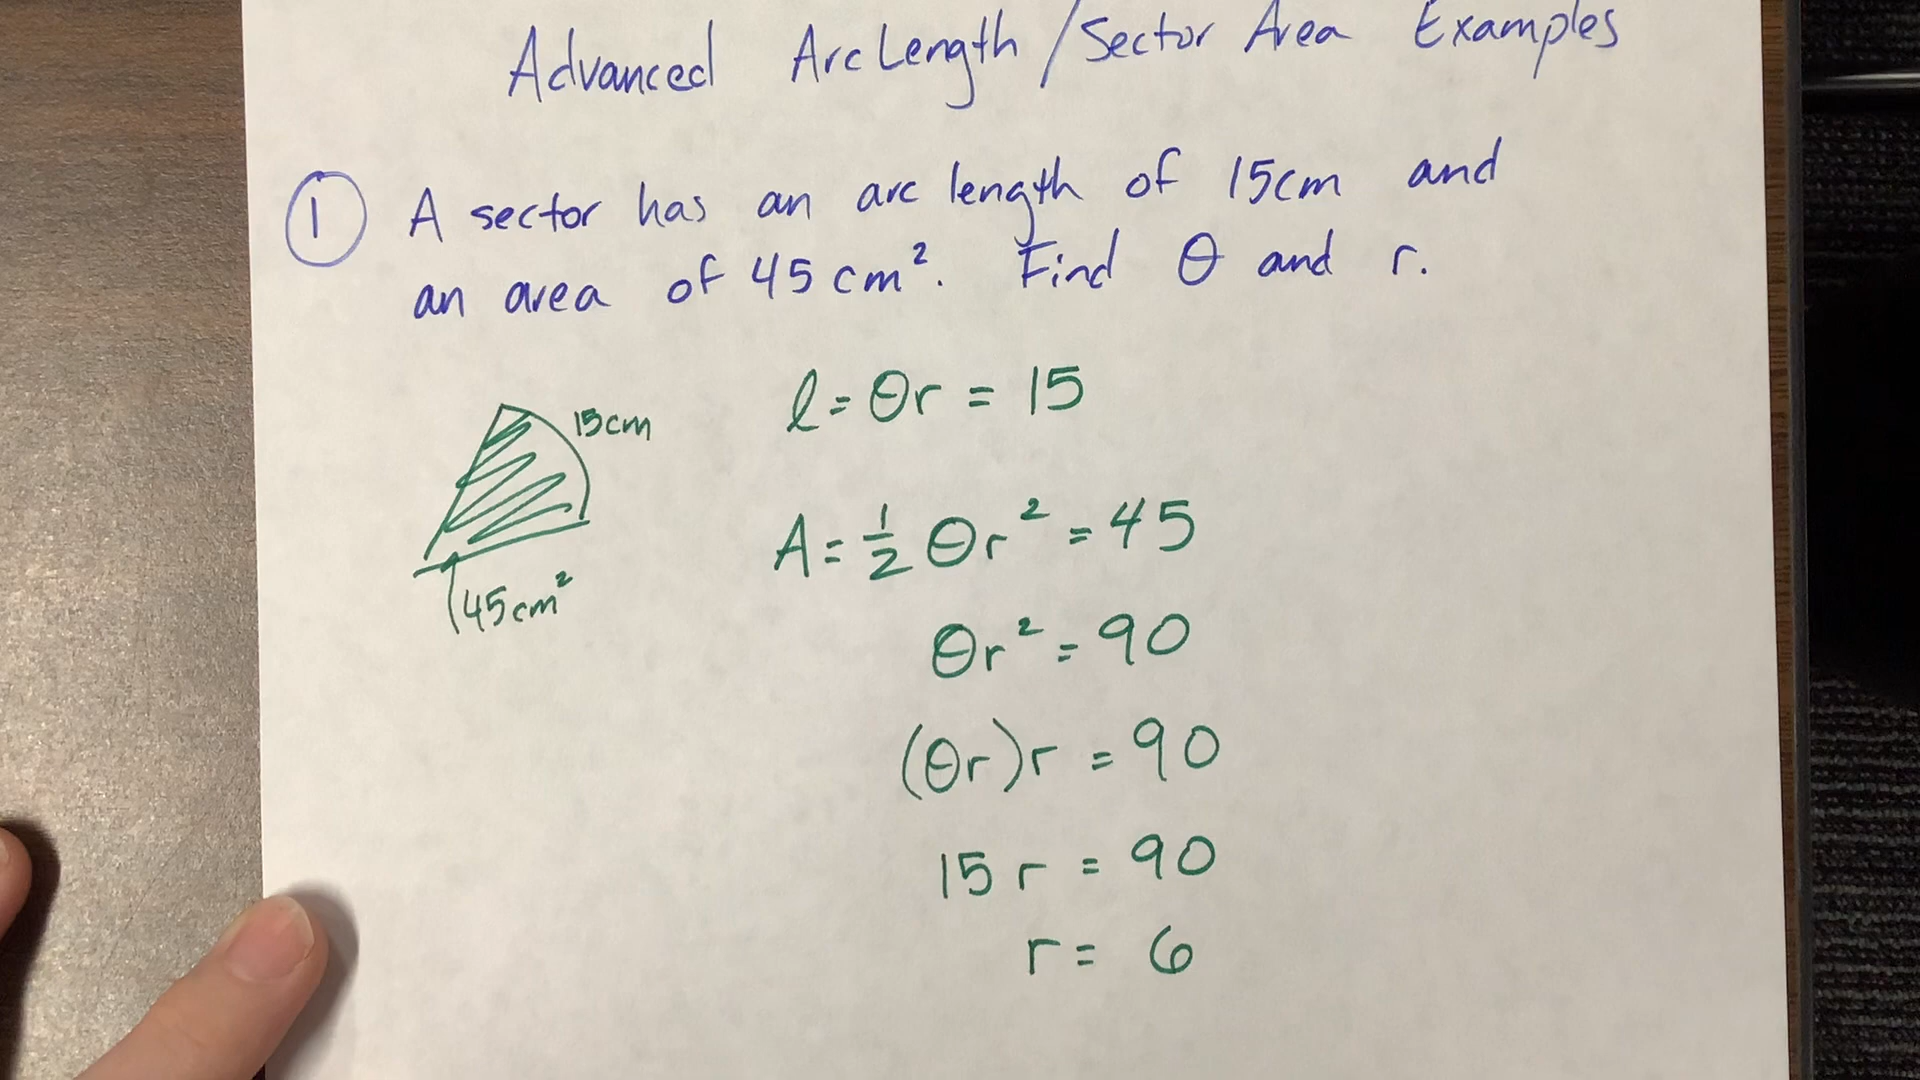 Advanced Arc Length / Sector Area Examples
① A sector has an arc length of 15cm and
an area of 45 cm². Find θ and r.
15cm
45cm²
l = θr = 15
A = 1/2 θr² = 45
θr² = 90
(θr)r = 90
15 r = 90
r = 6